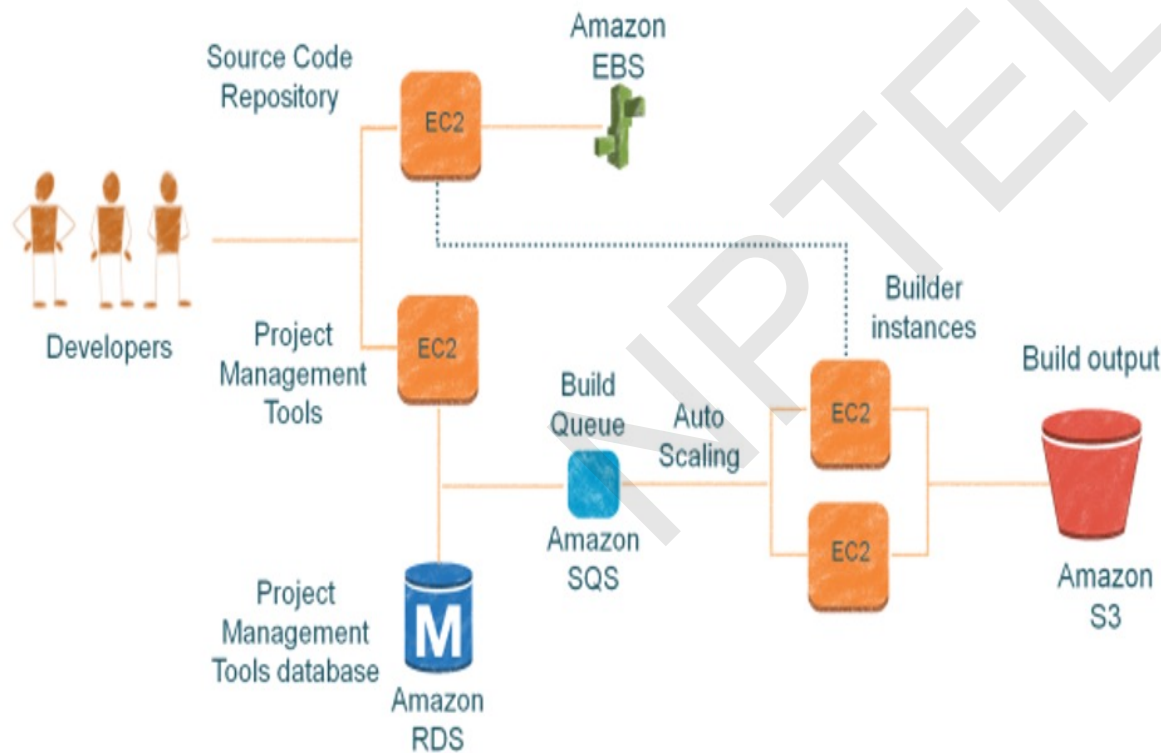 Source Code
Repository
Amazon
EBS
EC2
Developers
Project
Management
Tools
EC2
Builder
instances
Build output
Build
Queue
Auto
Scaling
EC2
EC2
Amazon
SQS
Amazon
S3
Project
Management
Tools database
M
Amazon
RDS
NPTEL